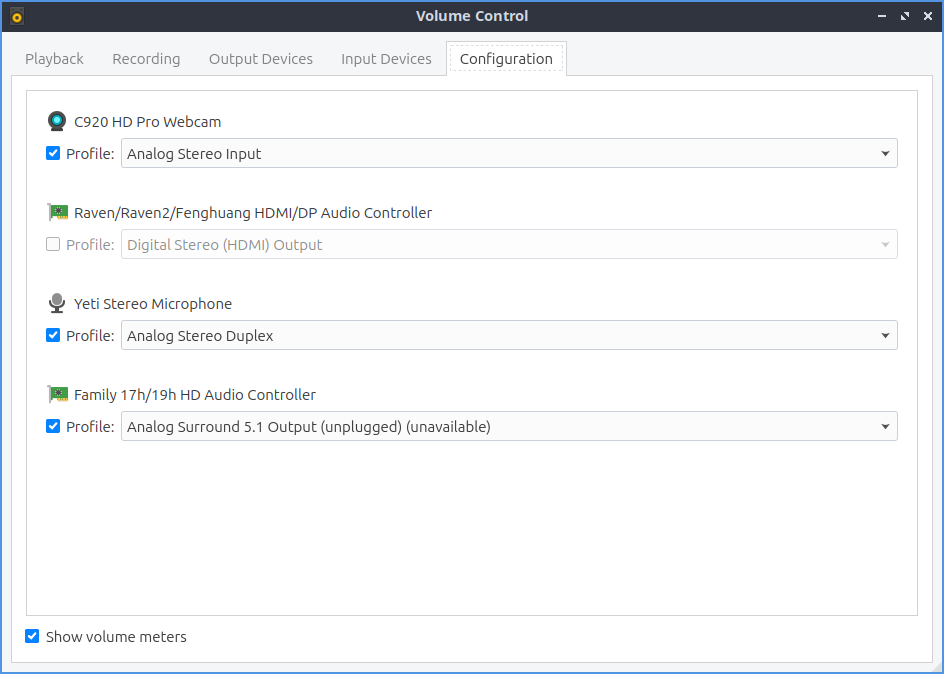 Volume Control
Playback Recording Output Devices Input Devices Configuration
C920 HD Pro Webcam
Profile: Analog Stereo Input
Raven/Raven2/Fenghuang HDMI/DP Audio Controller
Profile: Digital Stereo (HDMI) Output
Yeti Stereo Microphone
Profile: Analog Stereo Duplex
Family 17h/19h HD Audio Controller
Profile: Analog Surround 5.1 Output (unplugged) (unavailable)
Show volume meters